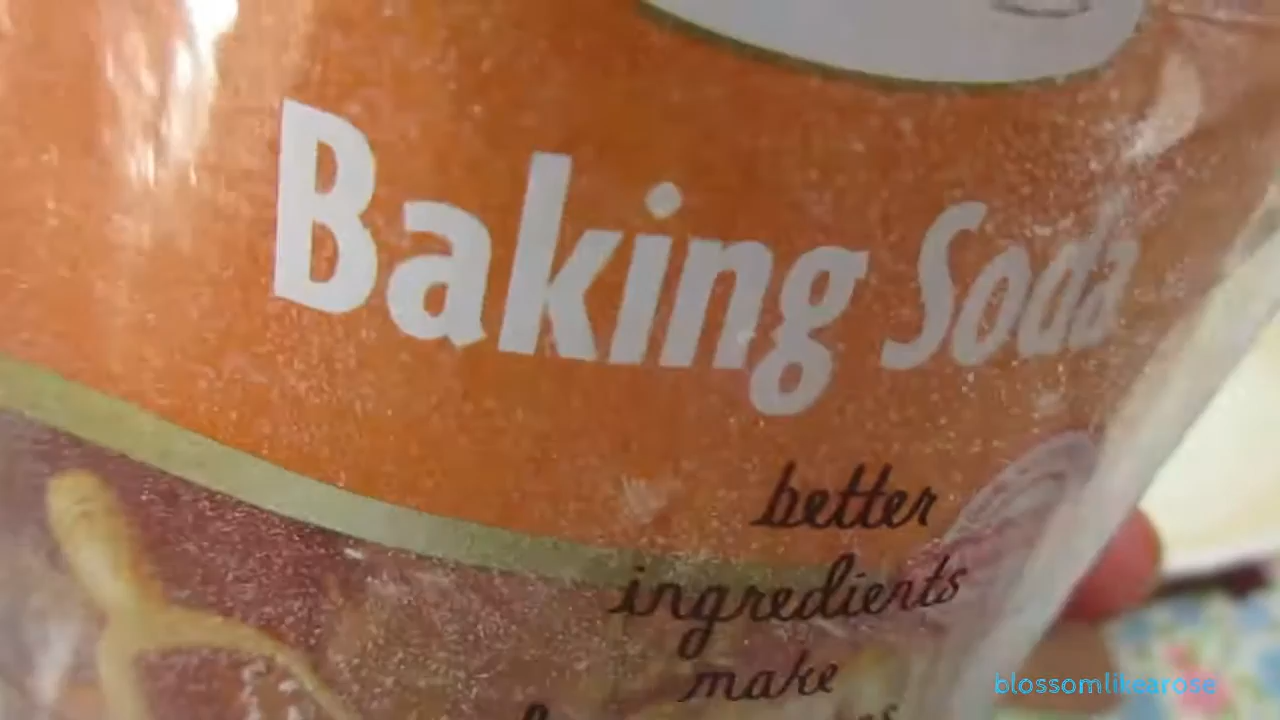 Baking Soda
better
ingredients
make
blossomlikearose